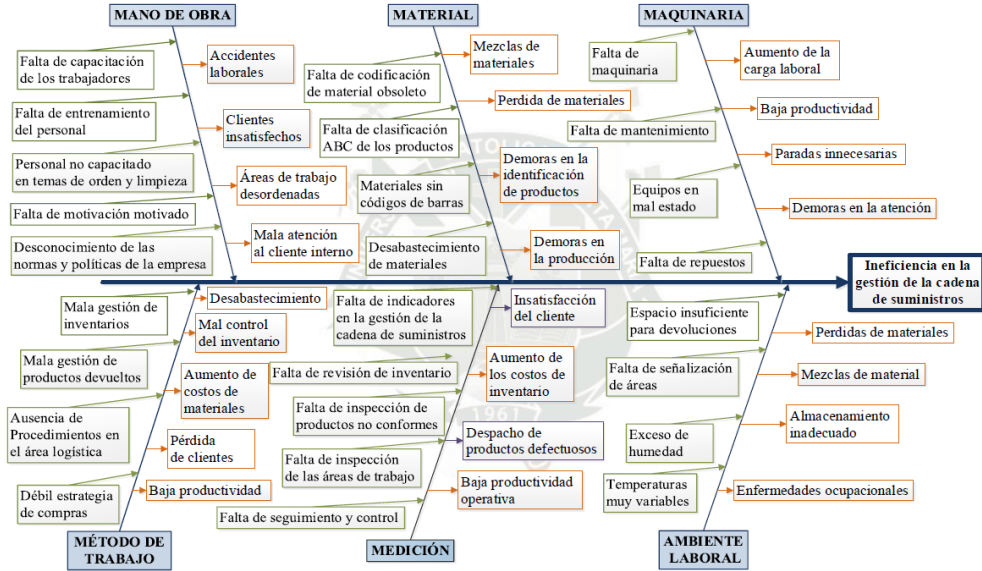 MANO DE OBRA
Falta de capacitación
de los trabajadores
Accidentes
laborales
Falta de entrenamiento
del personal
Clientes
insatisfechos
Personal no capacitado
en temas de orden y limpieza
Áreas de trabajo
desordenadas
Falta de motivación motivado
Mala atención
al cliente interno
Desconocimiento de las
normas y políticas de la empresa
MATERIAL
Mezclas de
materiales
Falta de codificación
de material obsoleto
Perdida de materiales
Falta de clasificación
ABC de los productos
Demoras en la
identificación
de productos
Materiales sin
códigos de barras
Desabastecimiento
de materiales
Demoras en
la producción
MAQUINARIA
Falta de
maquinaria
Aumento de la
carga laboral
Baja productividad
Falta de mantenimiento
Paradas innecesarias
Equipos en
mal estado
Demoras en la atención
Falta de repuestos
Ineficiencia en la
gestión de la cadena
de suministros
Mala gestión de
inventarios
Desabastecimiento
Mal control
del inventario
Mala gestión de
productos devueltos
Aumento de
costos de
materiales
Ausencia de
Procedimientos en
el área logística
Pérdida
de clientes
Débil estrategia
de compras
Baja productividad
MÉTODO DE
TRABAJO
Falta de indicadores
en la gestión de la
cadena de suministros
Insatisfacción
del cliente
Falta de revisión de inventario
Aumento de
los costos de
inventario
Falta de inspección de
productos no conformes
Despacho de
productos defectuosos
Falta de inspección
de las áreas de trabajo
Baja productividad
operativa
Falta de seguimiento y control
MEDICIÓN
Espacio insuficiente
para devoluciones
Perdidas de materiales
Falta de señalización
de áreas
Mezclas de material
Almacenamiento
inadecuado
Exceso de
humedad
Temperaturas
muy variables
Enfermedades ocupacionales
AMBIENTE
LABORAL
1961